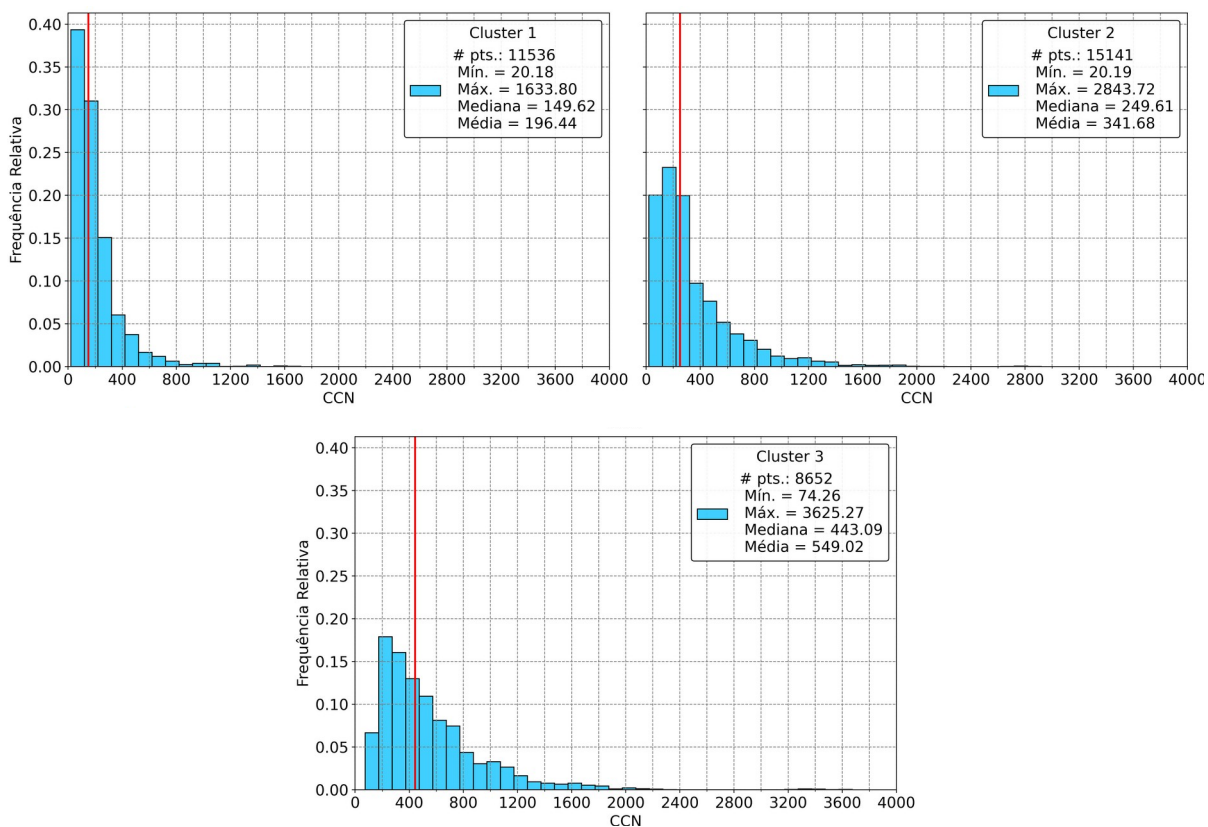 Cluster 1
# pts.: 11536
Mín. = 20.18
Máx. = 1633.80
Mediana = 149.62
Média = 196.44
Frequência Relativa
0.40
0.35
0.30
0.25
0.20
0.15
0.10
0.05
0.00
0 400 800 1200 1600 2000 2400 2800 3200 3600 4000
CCN
Cluster 2
# pts.: 15141
Mín. = 20.19
Máx. = 2843.72
Mediana = 249.61
Média = 341.68
0 400 800 1200 1600 2000 2400 2800 3200 3600 4000
CCN
Cluster 3
# pts.: 8652
Mín. = 74.26
Máx. = 3625.27
Mediana = 443.09
Média = 549.02
Frequência Relativa
0.40
0.35
0.30
0.25
0.20
0.15
0.10
0.05
0.00
0 400 800 1200 1600 2000 2400 2800 3200 3600 4000
CCN